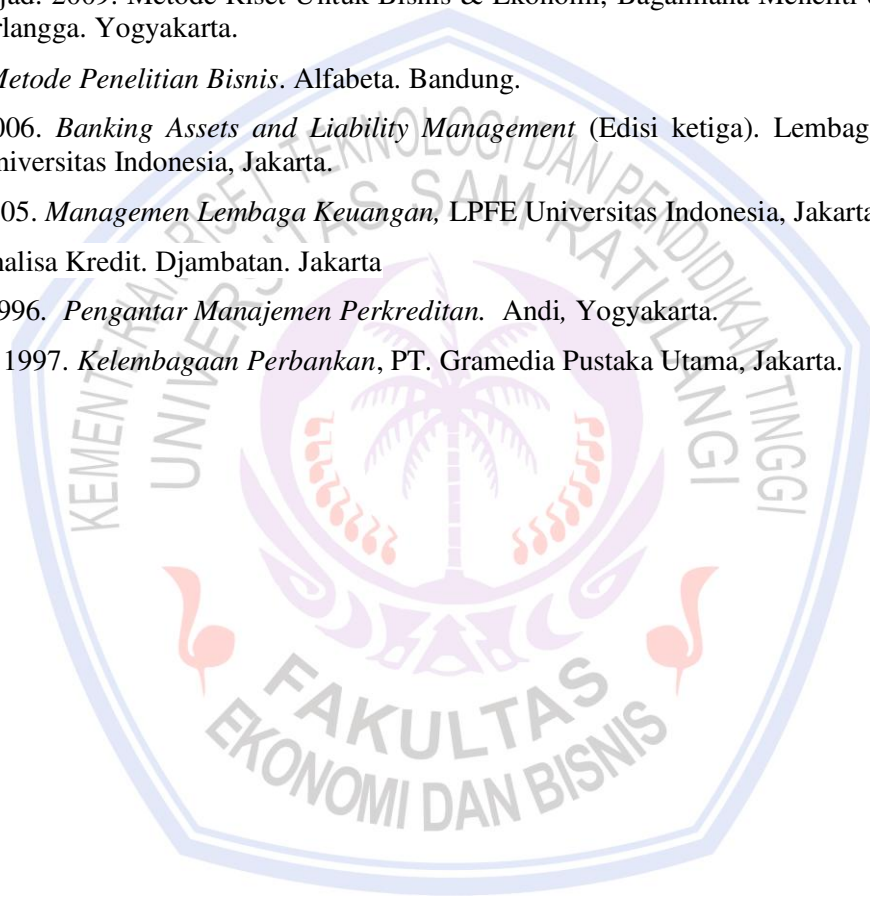 jad. 2009. Metode Riset Untuk Bisnis & Ekonomi, Bagaimana Meneliti
rlangga. Yogyakarta.
Metode Penelitian Bisnis. Alfabeta. Bandung.
006. Banking Assets and Liability Management (Edisi ketiga). Lembag
niversitas Indonesia, Jakarta.
05. Managemen Lembaga Keuangan, LPFE Universitas Indonesia, Jakarta
nalisa Kredit. Djambatan. Jakarta
996. Pengantar Manajemen Perkreditan. Andi, Yogyakarta.
1997. Kelembagaan Perbankan, PT. Gramedia Pustaka Utama, Jakarta.
KEMENTERIAN RISET TEKNOLOGI DAN PENDIDIKAN TINGGI
UNIVERSITAS SAM RATULANGI
FAKULTAS
EKONOMI DAN BISNIS